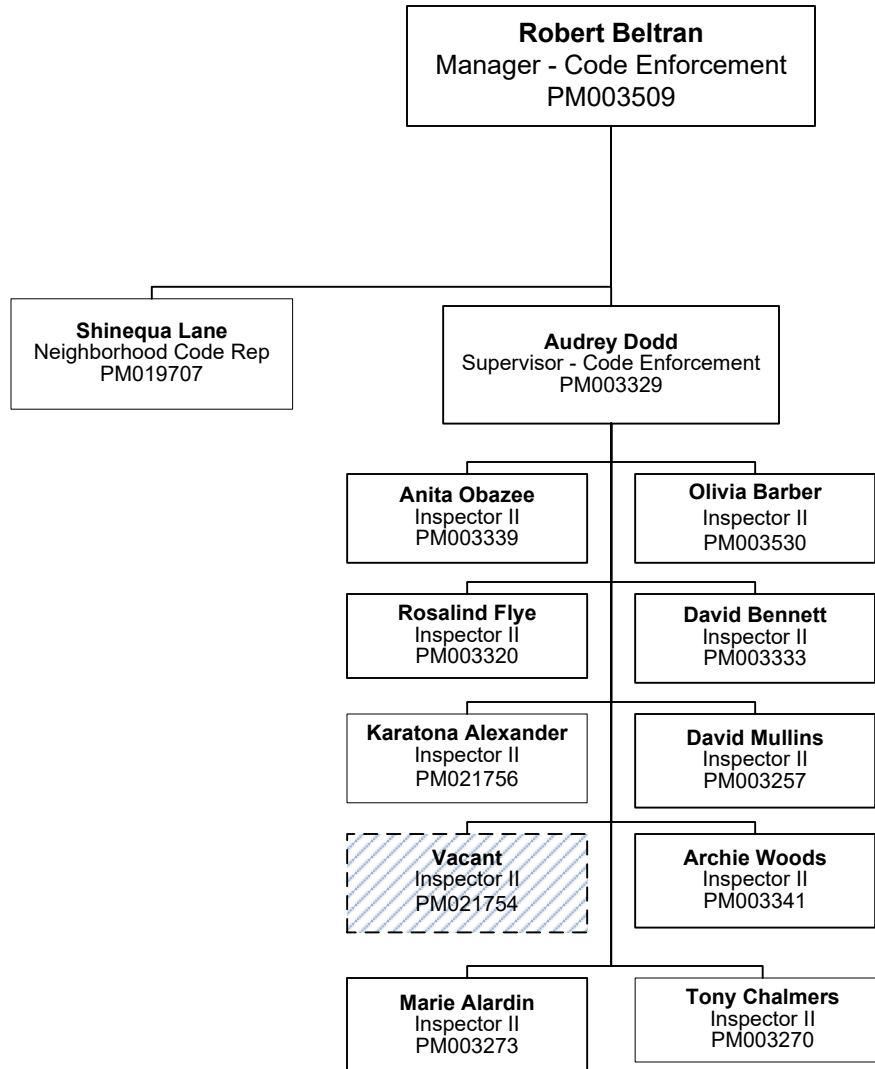 Robert Beltran
Manager - Code Enforcement
PM003509
Shinequa Lane
Neighborhood Code Rep
PM019707
Audrey Dodd
Supervisor - Code Enforcement
PM003329
Anita Obazee
Inspector II
PM003339
Olivia Barber
Inspector II
PM003530
Rosalind Flye
Inspector II
PM003320
David Bennett
Inspector II
PM003333
Karatona Alexander
Inspector II
PM021756
David Mullins
Inspector II
PM003257
Vacant
Inspector II
PM021754
Archie Woods
Inspector II
PM003341
Marie Alardin
Inspector II
PM003273
Tony Chalmers
Inspector II
PM003270